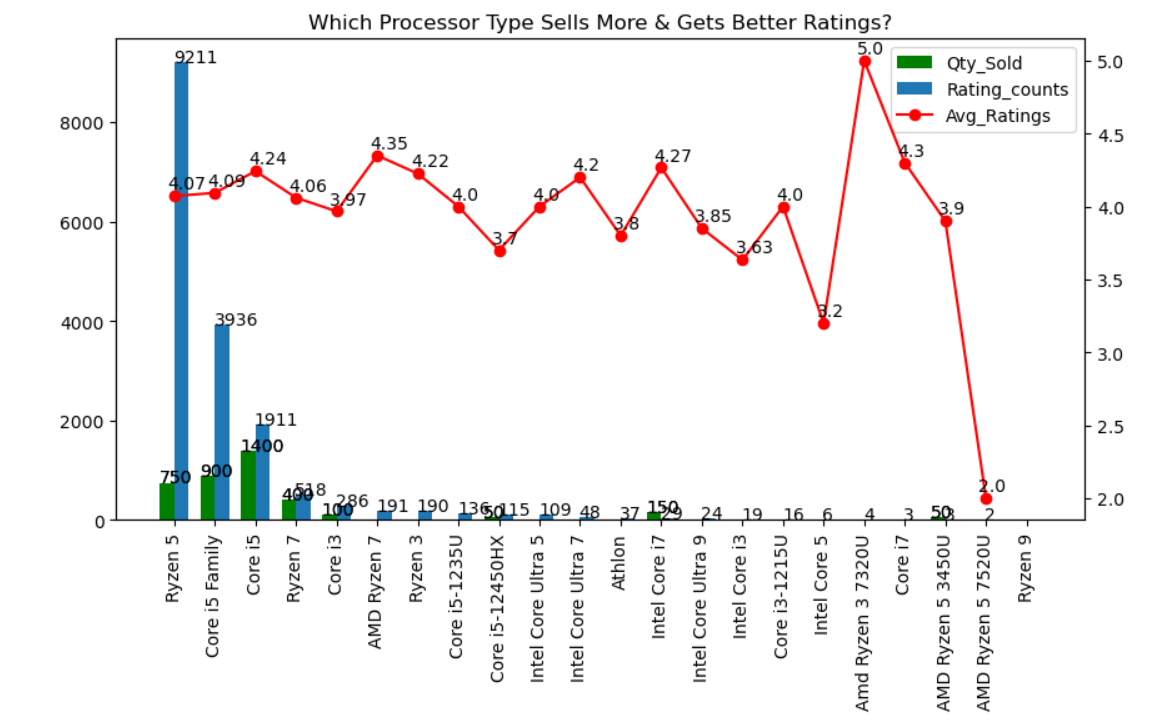 Which Processor Type Sells More & Gets Better Ratings?
Qty_Sold
Rating_counts
Avg_Ratings
8000
6000
4000
2000
0
5.0
4.5
4.0
3.5
3.0
2.5
2.0
4.07
4.09
4.24
4.06
3.97
4.35
4.22
4.0
3.7
4.0
4.2
3.8
4.27
3.85
3.63
4.0
3.2
5.0
4.3
3.9
2.0
9211
3936
1911
518
286
191
190
136
115
109
48
37
29
24
19
16
6
4
3
3
2
750
900
1400
400
100
50
150
50
Ryzen 5
Core i5 Family
Core i5
Ryzen 7
Core i3
AMD Ryzen 7
Ryzen 3
Core i5-1235U
Core i5-12450HX
Intel Core Ultra 5
Intel Core Ultra 7
Athlon
Intel Core i7
Intel Core Ultra 9
Intel Core i3
Core i3-1215U
Intel Core 5
Amd Ryzen 3 7320U
Core i7
AMD Ryzen 5 3450U
AMD Ryzen 5 7520U
Ryzen 9